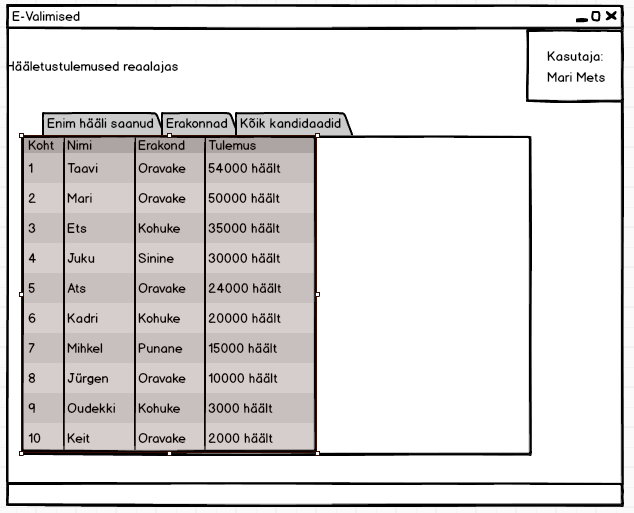 E-Valimised
Hääletustulemused reaalajas
Kasutaja:
Mari Mets
Enim hääli saanud Erakonnad Kõik kandidaadid
Koht Nimi Erakond Tulemus
1 Taavi Oravake 54000 häält
2 Mari Oravake 50000 häält
3 Ets Kohuke 35000 häält
4 Juku Sinine 30000 häält
5 Ats Oravake 24000 häält
6 Kadri Kohuke 20000 häält
7 Mihkel Punane 15000 häält
8 Jürgen Oravake 10000 häält
9 Oudekki Kohuke 3000 häält
10 Keit Oravake 2000 häält